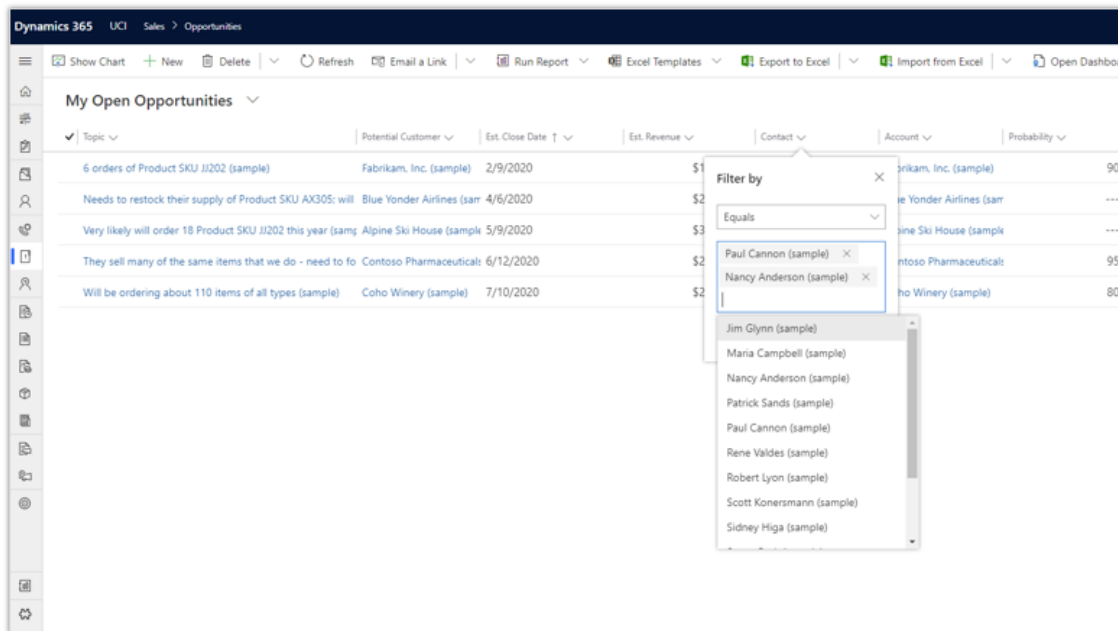 Dynamics 365 UCI Sales > Opportunities
Show Chart New Delete Refresh Email a Link Run Report Excel Templates Export to Excel Import from Excel Open Dashboa
My Open Opportunities
Topic Potential Customer Est. Close Date ↑ Est. Revenue Contact Account Probability
6 orders of Product SKU JJ202 (sample) Fabrikam, Inc. (sample) 2/9/2020 $1 brikam, Inc. (sample) 90
Needs to restock their supply of Product SKU AX305; will Blue Yonder Airlines (sam 4/6/2020 $2 ue Yonder Airlines (sam ---
Very likely will order 18 Product SKU JJ202 this year (samp Alpine Ski House (sample 5/9/2020 $3 pine Ski House (sample ---
They sell many of the same items that we do - need to fo Contoso Pharmaceuticals 6/12/2020 $2 ntoso Pharmaceuticals 95
Will be ordering about 110 items of all types (sample) Coho Winery (sample) 7/10/2020 $2 ho Winery (sample) 80
Filter by
Equals
Paul Cannon (sample)
Nancy Anderson (sample)
Jim Glynn (sample)
Maria Campbell (sample)
Nancy Anderson (sample)
Patrick Sands (sample)
Paul Cannon (sample)
Rene Valdes (sample)
Robert Lyon (sample)
Scott Konersmann (sample)
Sidney Higa (sample)